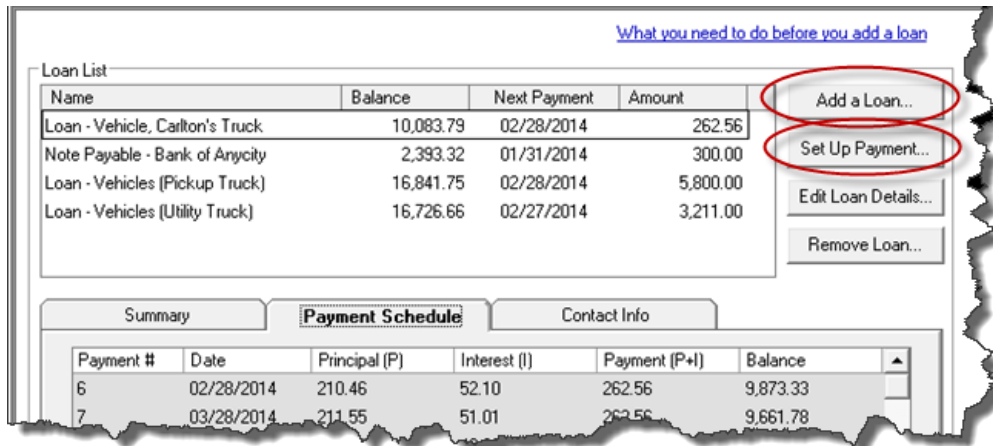 What you need to do before you add a loan
Loan List
Name Balance Next Payment Amount
Loan - Vehicle, Carlton's Truck 10,083.79 02/28/2014 262.56
Note Payable - Bank of Anycity 2,393.32 01/31/2014 300.00
Loan - Vehicles (Pickup Truck) 16,841.75 02/28/2014 5,800.00
Loan - Vehicles (Utility Truck) 16,726.66 02/27/2014 3,211.00
Add a Loan...
Set Up Payment...
Edit Loan Details...
Remove Loan...
Summary Payment Schedule Contact Info
Payment # Date Principal (P) Interest (I) Payment (P+I) Balance
6 02/28/2014 210.46 52.10 262.56 9,873.33
7 03/28/2014 211.55 51.01 262.56 9,661.78